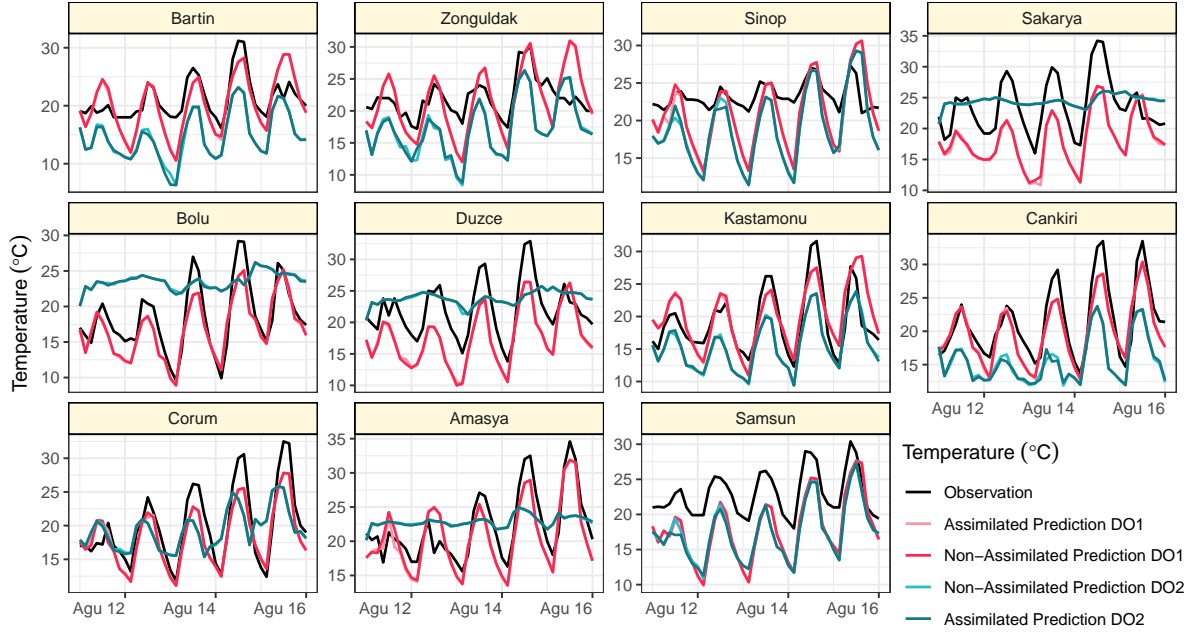 Bartin
Zonguldak
Sinop
Sakarya
30
20
10
30
25
20
15
10
30
25
20
15
35
30
25
20
15
10
Bolu
Duzce
Kastamonu
Cankiri
30
25
20
15
10
30
25
20
15
10
30
25
20
15
10
30
25
20
15
Agu 12
Agu 14
Agu 16
Corum
Amasya
Samsun
30
25
20
15
35
30
25
20
15
30
25
20
15
10
Agu 12
Agu 14
Agu 16
Agu 12
Agu 14
Agu 16
Agu 12
Agu 14
Agu 16
Temperature (°C)
Temperature (°C)
Observation
Assimilated Prediction DO1
Non−Assimilated Prediction DO1
Non−Assimilated Prediction DO2
Assimilated Prediction DO2